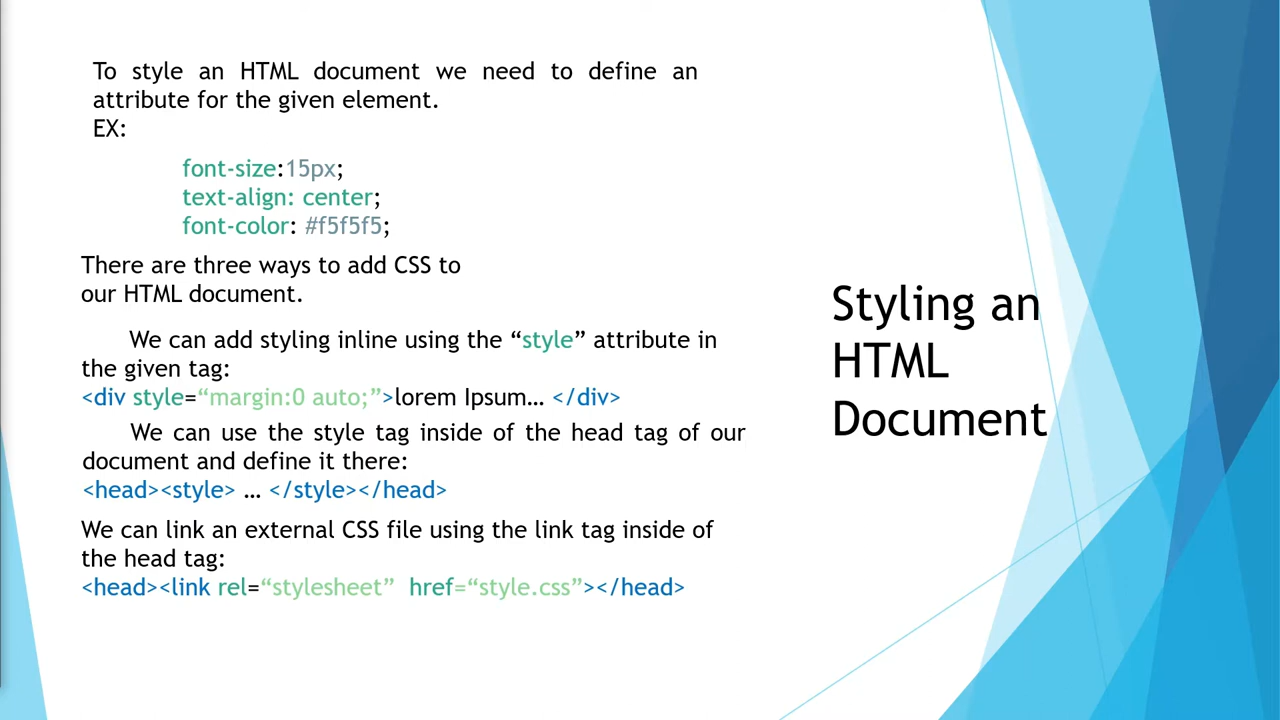 To style an HTML document we need to define an
attribute for the given element.
EX:
font-size:15px;
text-align: center;
font-color: #f5f5f5;
There are three ways to add CSS to
our HTML document.
We can add styling inline using the “style” attribute in
the given tag:
<div style=“margin:0 auto;”>lorem Ipsum… </div>
We can use the style tag inside of the head tag of our
document and define it there:
<head><style> … </style></head>
We can link an external CSS file using the link tag inside of
the head tag:
<head><link rel=“stylesheet” href=“style.css”></head>
Styling an
HTML
Document